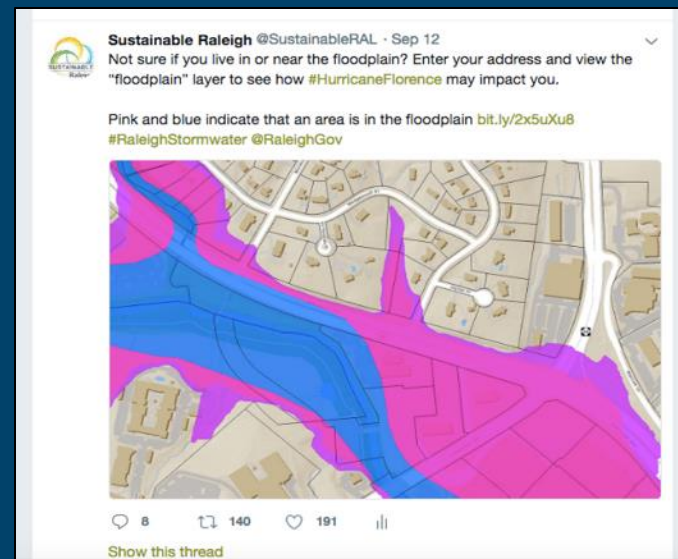 Sustainable Raleigh @SustainableRAL · Sep 12
Not sure if you live in or near the floodplain? Enter your address and view the
"floodplain" layer to see how #HurricaneFlorence may impact you.
Pink and blue indicate that an area is in the floodplain bit.ly/2x5uXu8
#RaleighStormwater @RaleighGov
8 140 191
Show this thread